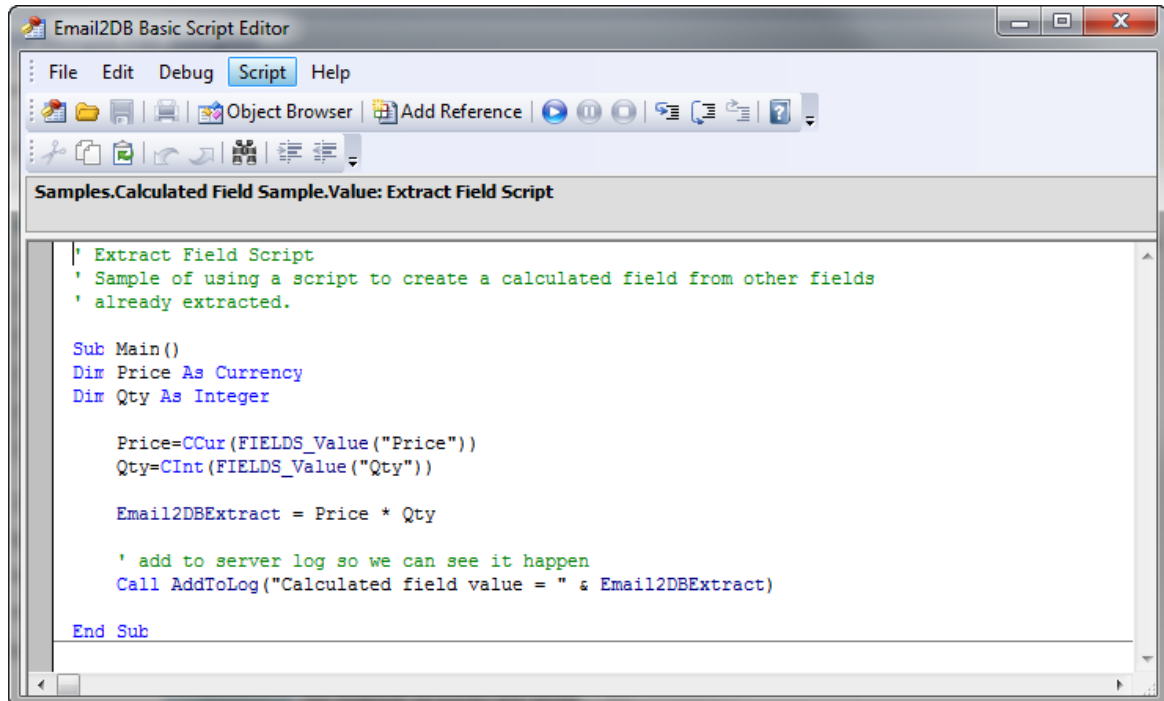 Email2DB Basic Script Editor
File Edit Debug Script Help
Object Browser Add Reference
Samples.Calculated Field Sample.Value: Extract Field Script
' Extract Field Script
' Sample of using a script to create a calculated field from other fields
' already extracted.
Sub Main()
Dim Price As Currency
Dim Qty As Integer
Price=CCur(FIELDS_Value("Price"))
Qty=CInt(FIELDS_Value("Qty"))
Email2DBExtract = Price * Qty
' add to server log so we can see it happen
Call AddToLog("Calculated field value = " & Email2DBExtract)
End Sub